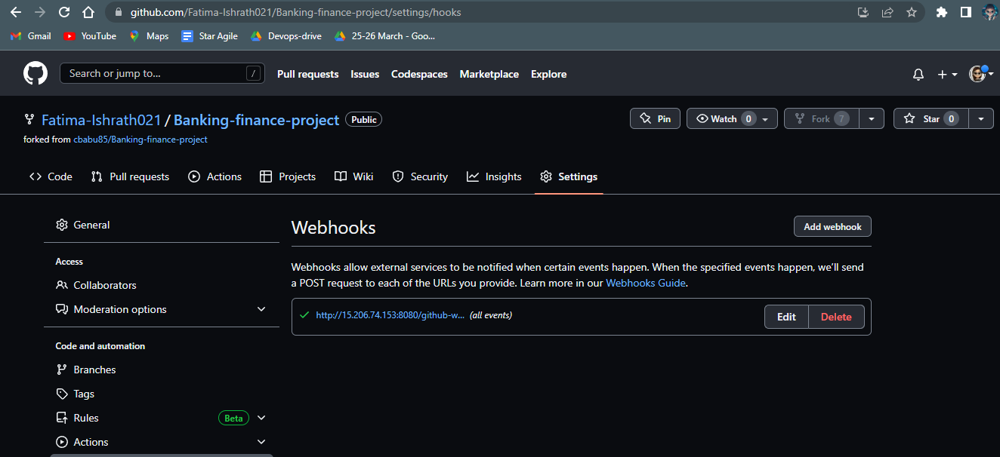 github.com/Fatima-Ishrath021/Banking-finance-project/settings/hooks
Gmail YouTube Maps Star Agile Devops-drive 25-26 March - Goo...
Search or jump to... / Pull requests Issues Codespaces Marketplace Explore
Fatima-Ishrath021 / Banking-finance-project Public Pin Watch 0 Fork 7 Star 0
forked from cbabu85/Banking-finance-project
Code Pull requests Actions Projects Wiki Security Insights Settings
General
Access
Collaborators
Moderation options
Code and automation
Branches
Tags
Rules Beta
Actions
Webhooks Add webhook
Webhooks allow external services to be notified when certain events happen. When the specified events happen, we’ll send
a POST request to each of the URLs you provide. Learn more in our Webhooks Guide.
http://15.206.74.153:8080/github-w... (all events) Edit Delete